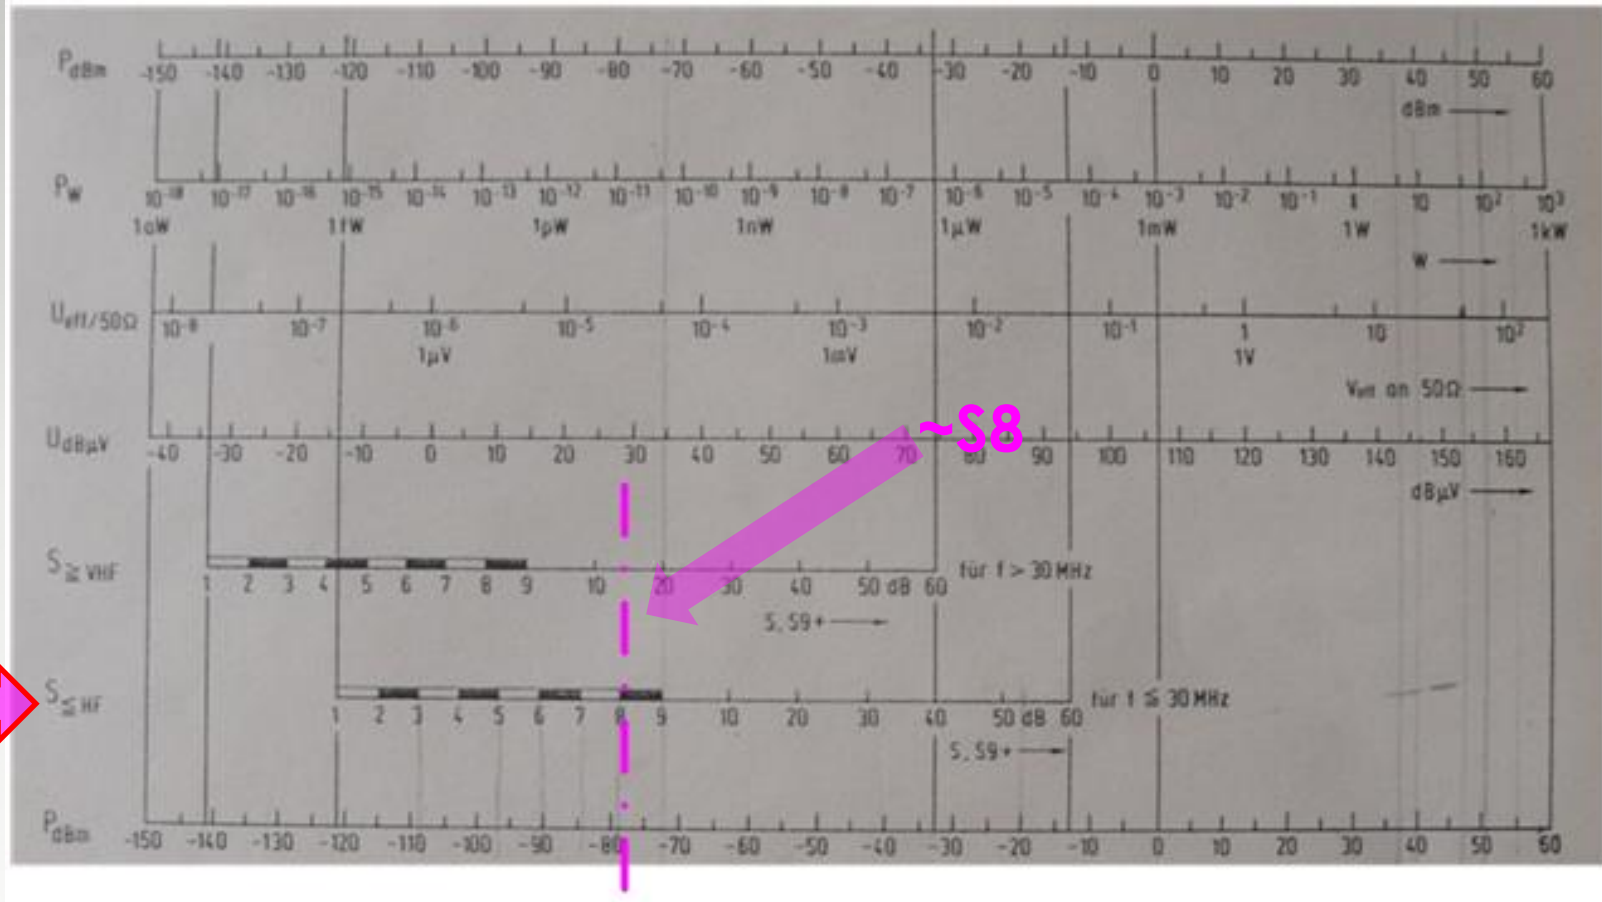 P dBm -150 -140 -130 -120 -110 -100 -90 -80 -70 -60 -50 -40 -30 -20 -10 0 10 20 30 40 50 60
dBm
P W 10⁻¹⁸ 10⁻¹⁷ 10⁻¹⁶ 10⁻¹⁵ 10⁻¹⁴ 10⁻¹³ 10⁻¹² 10⁻¹¹ 10⁻¹⁰ 10⁻⁹ 10⁻⁸ 10⁻⁷ 10⁻⁶ 10⁻⁵ 10⁻⁴ 10⁻³ 10⁻² 10⁻¹ 1 10 10² 10³
1aW 1fW 1pW 1nW 1µW 1mW 1W 1kW
W
U eff/50Ω 10⁻⁸ 10⁻⁷ 10⁻⁶ 10⁻⁵ 10⁻⁴ 10⁻³ 10⁻² 10⁻¹ 1 10 10²
1µV 1mV 1V
Veff an 50Ω
~S8
U dBµV -40 -30 -20 -10 0 10 20 30 40 50 60 70 80 90 100 110 120 130 140 150 160
dBµV
S ≧ VHF 1 2 3 4 5 6 7 8 9 10 20 30 40 50 dB 60 für f > 30 MHz
S, S9+
S ≦ HF 1 2 3 4 5 6 7 8 9 10 20 30 40 50 dB 60 für f ≦ 30 MHz
S, S9+
P dBm -150 -140 -130 -120 -110 -100 -90 -80 -70 -60 -50 -40 -30 -20 -10 0 10 20 30 40 50 60